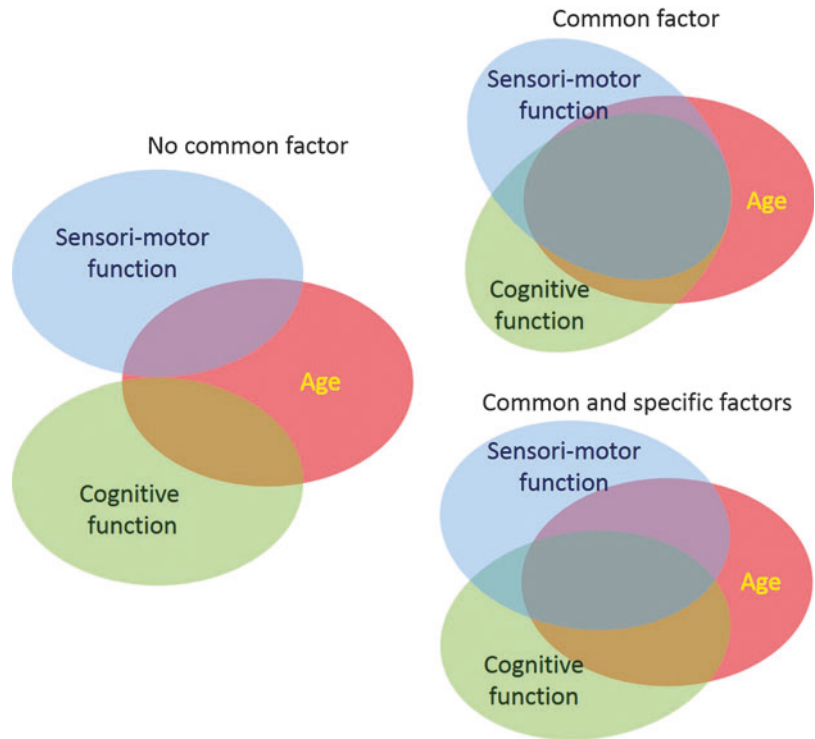 No common factor
Sensori-motor
function
Age
Cognitive
function
Common factor
Sensori-motor
function
Age
Cognitive
function
Common and specific factors
Sensori-motor
function
Age
Cognitive
function